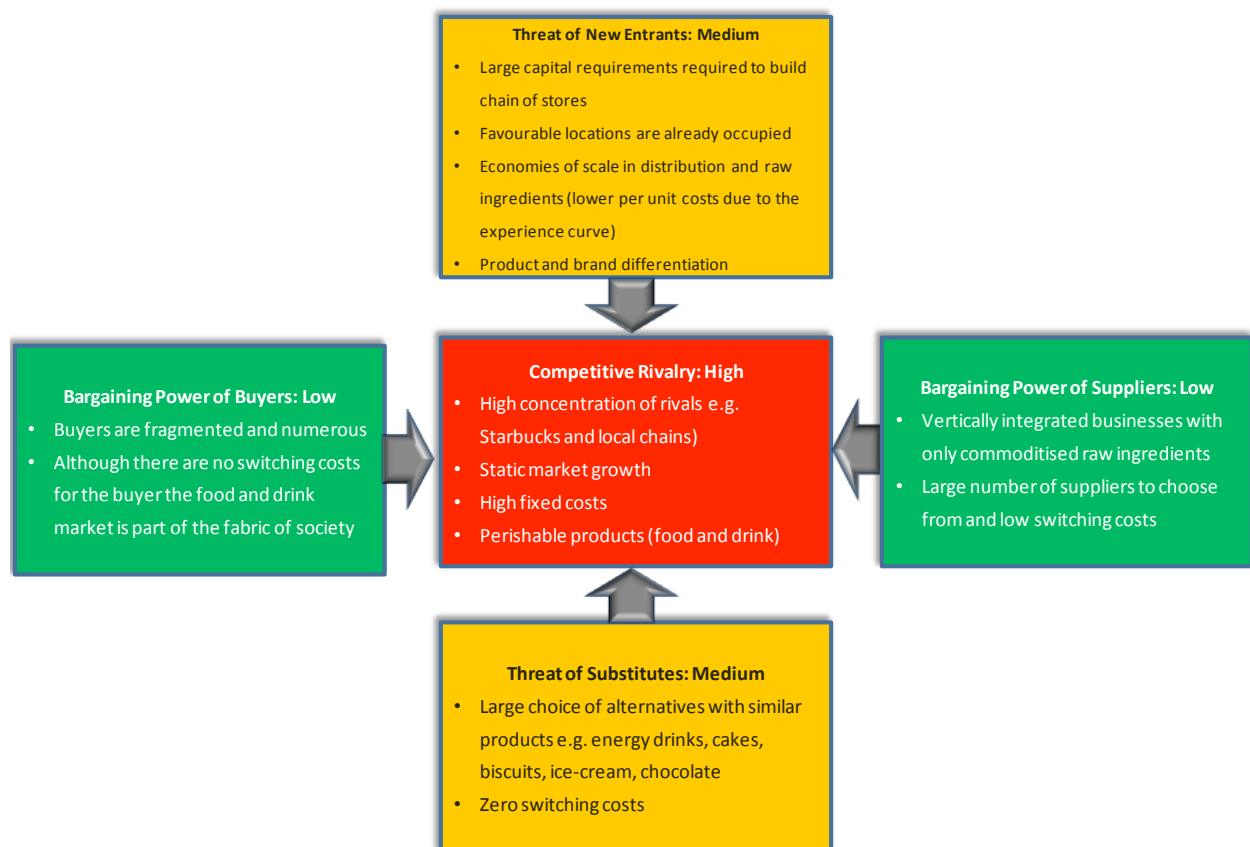 Threat of New Entrants: Medium
• Large capital requirements required to build
chain of stores
• Favourable locations are already occupied
• Economies of scale in distribution and raw
ingredients (lower per unit costs due to the
experience curve)
• Product and brand differentiation
Bargaining Power of Buyers: Low
• Buyers are fragmented and numerous
• Although there are no switching costs
for the buyer the food and drink
market is part of the fabric of society
Competitive Rivalry: High
• High concentration of rivals e.g.
Starbucks and local chains)
• Static market growth
• High fixed costs
• Perishable products (food and drink)
Bargaining Power of Suppliers: Low
• Vertically integrated businesses with
only commoditised raw ingredients
• Large number of suppliers to choose
from and low switching costs
Threat of Substitutes: Medium
• Large choice of alternatives with similar
products e.g. energy drinks, cakes,
biscuits, ice-cream, chocolate
• Zero switching costs